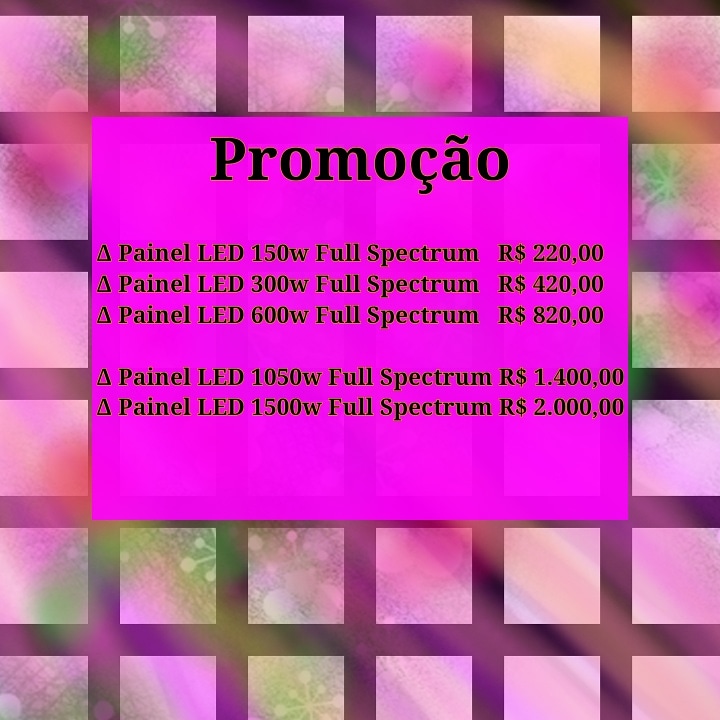 Promoção
Δ Painel LED 150w Full Spectrum R$ 220,00
Δ Painel LED 300w Full Spectrum R$ 420,00
Δ Painel LED 600w Full Spectrum R$ 820,00
Δ Painel LED 1050w Full Spectrum R$ 1.400,00
Δ Painel LED 1500w Full Spectrum R$ 2.000,00